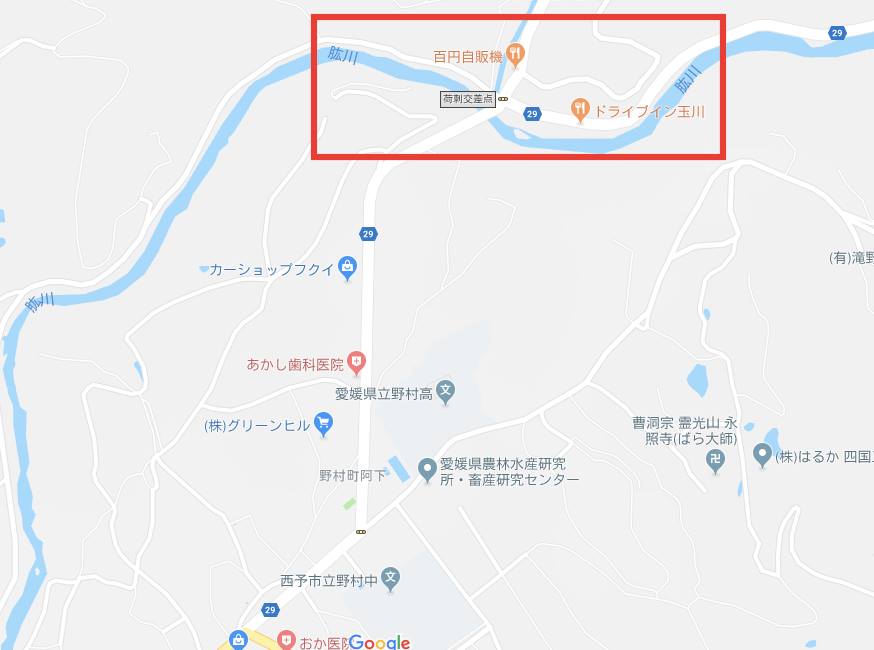 29
肱川
百円自販機
肱川
荷刺交差点
29
ドライブイン玉川
29
(有)滝野
カーショップフクイ
肱川
あかし歯科医院
愛媛県立野村高
(株)グリーンヒル
曹洞宗 霊光山 永
照寺(ばら大師)
(株)はるか 四国
愛媛県農林水産研究
所・畜産研究センター
野村町阿下
西予市立野村中
29
おか医院
Google